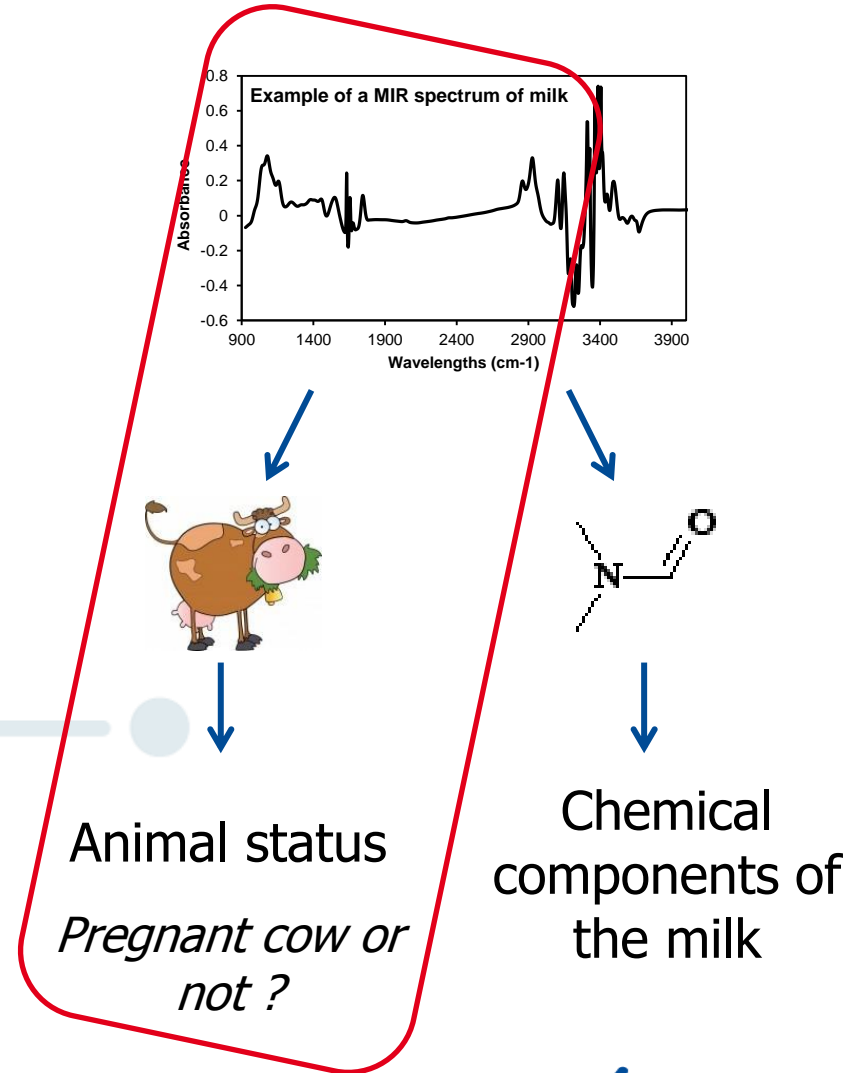 Example of a MIR spectrum of milk
0.8
0.6
0.4
0.2
0
-0.2
-0.4
-0.6
Absorbance
900 1400 1900 2400 2900 3400 3900
Wavelengths (cm-1)
O
N
Animal status
Pregnant cow or
not ?
Chemical
components of
the milk